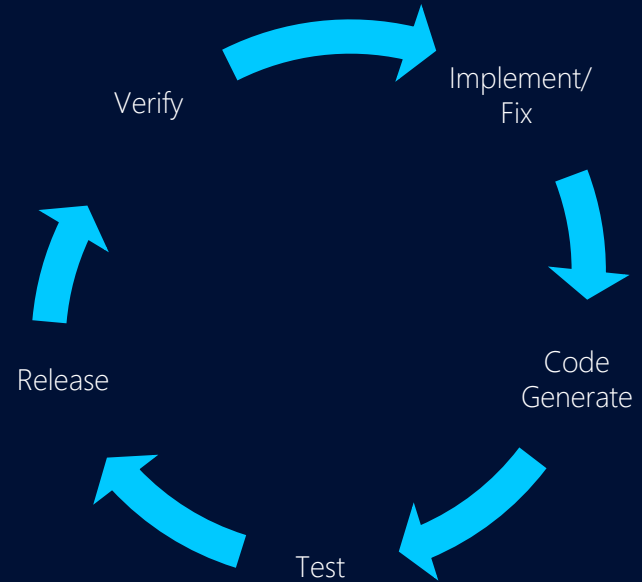 Verify
Implement/
Fix
Code
Generate
Release
Test